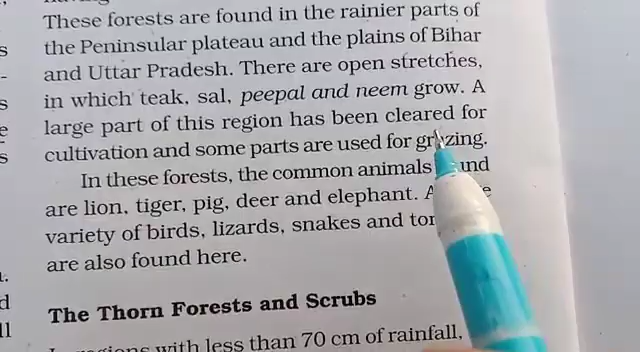 These forests are found in the rainier parts of
the Peninsular plateau and the plains of Bihar
and Uttar Pradesh. There are open stretches,
in which teak, sal, peepal and neem grow. A
large part of this region has been cleared for
cultivation and some parts are used for grazing.
In these forests, the common animals
are lion, tiger, pig, deer and elephant.
variety of birds, lizards, snakes and
are also found here.
The Thorn Forests and Scrubs
regions with less than 70 cm of rainfall,